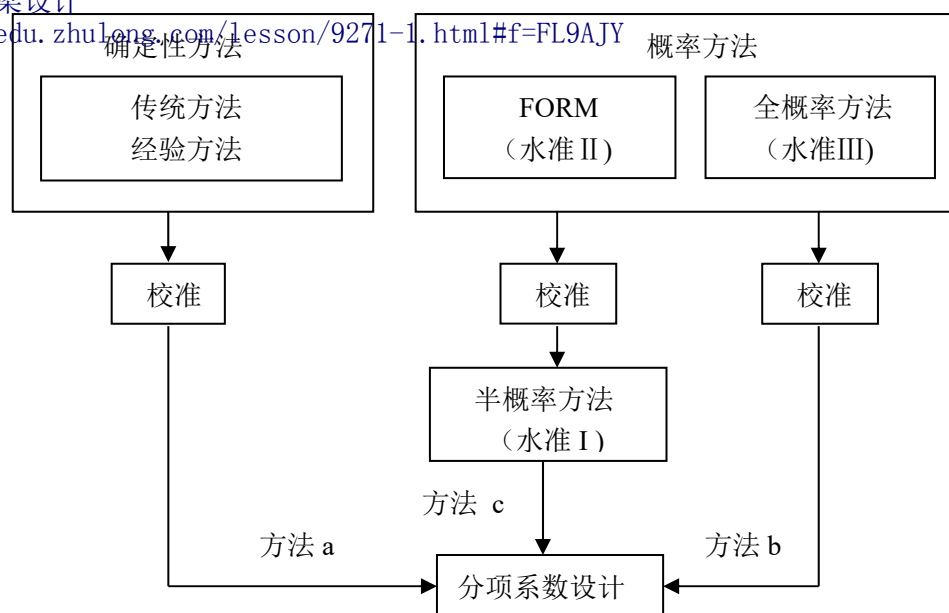 案设计
edu.zhulong.com/lesson/9271-1.html#f=FL9AJY
确定性方法
概率方法
传统方法
经验方法
FORM
（水准Ⅱ）
全概率方法
（水准Ⅲ)
校准
校准
校准
半概率方法
（水准 I )
方法 c
方法 a
方法 b
分项系数设计